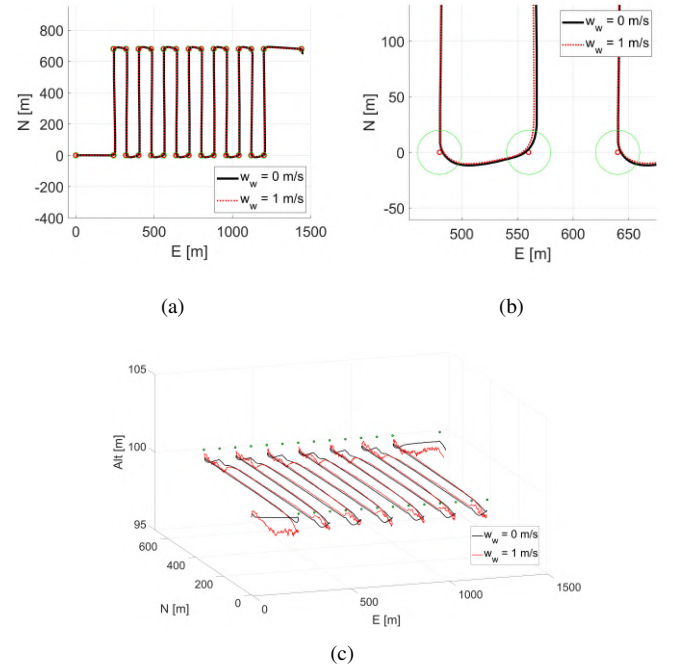 800
600
400
200
0
-200
-400
N [m]
w_w = 0 m/s
w_w = 1 m/s
0
500
1000
1500
E [m]
(a)
100
50
0
-50
N [m]
w_w = 0 m/s
w_w = 1 m/s
500
550
600
650
E [m]
(b)
105
100
95
Alt [m]
600
400
200
0
N [m]
0
500
1000
1500
E [m]
w_w = 0 m/s
w_w = 1 m/s
(c)